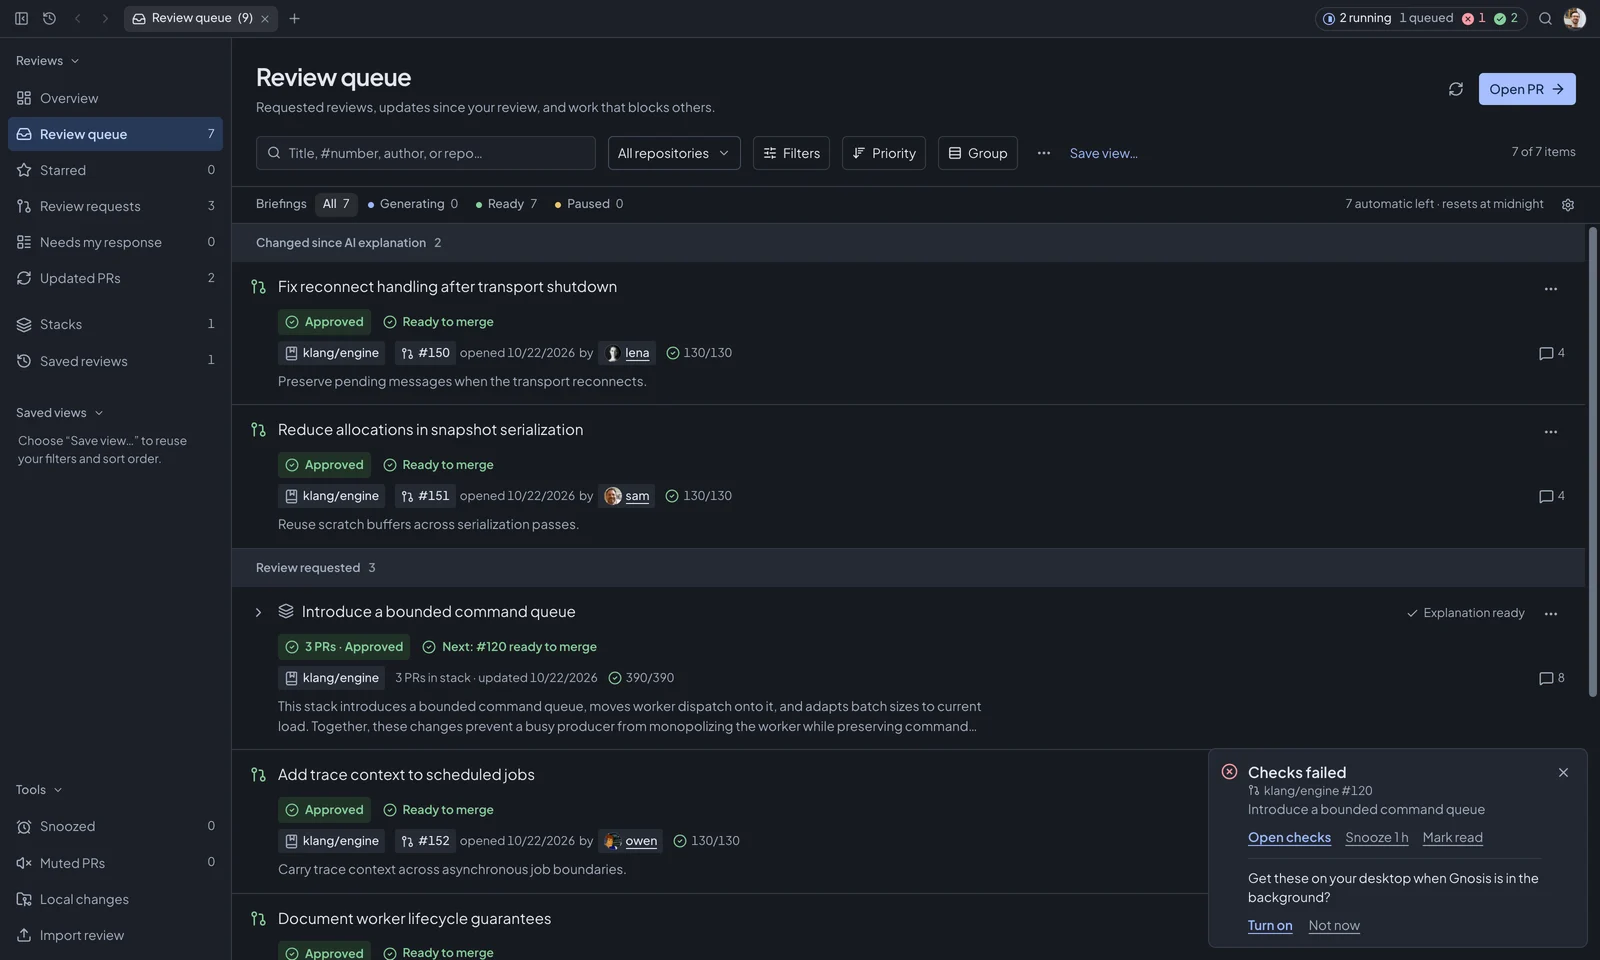 Review queue (9)
2 running 1 queued 1 2
Reviews
Overview
Review queue 7
Starred 0
Review requests 3
Needs my response 0
Updated PRs 2
Stacks 1
Saved reviews 1
Saved views
Choose “Save view…” to reuse
your filters and sort order.
Tools
Snoozed 0
Muted PRs 0
Local changes
Import review
Review queue
Requested reviews, updates since your review, and work that blocks others.
Open PR
Title, #number, author, or repo…
All repositories
Filters
Priority
Group
Save view…
7 of 7 items
Briefings All 7 Generating 0 Ready 7 Paused 0
7 automatic left · resets at midnight
Changed since AI explanation 2
Fix reconnect handling after transport shutdown
Approved Ready to merge
klang/engine #150 opened 10/22/2026 by lena 130/130 4
Preserve pending messages when the transport reconnects.
Reduce allocations in snapshot serialization
Approved Ready to merge
klang/engine #151 opened 10/22/2026 by sam 130/130 4
Reuse scratch buffers across serialization passes.
Review requested 3
Introduce a bounded command queue Explanation ready
3 PRs · Approved Next: #120 ready to merge
klang/engine 3 PRs in stack · updated 10/22/2026 390/390 8
This stack introduces a bounded command queue, moves worker dispatch onto it, and adapts batch sizes to current
load. Together, these changes prevent a busy producer from monopolizing the worker while preserving command…
Add trace context to scheduled jobs
Approved Ready to merge
klang/engine #152 opened 10/22/2026 by owen 130/130
Carry trace context across asynchronous job boundaries.
Document worker lifecycle guarantees
Approved Ready to merge
Checks failed
klang/engine #120
Introduce a bounded command queue
Open checks Snooze 1 h Mark read
Get these on your desktop when Gnosis is in the
background?
Turn on Not now